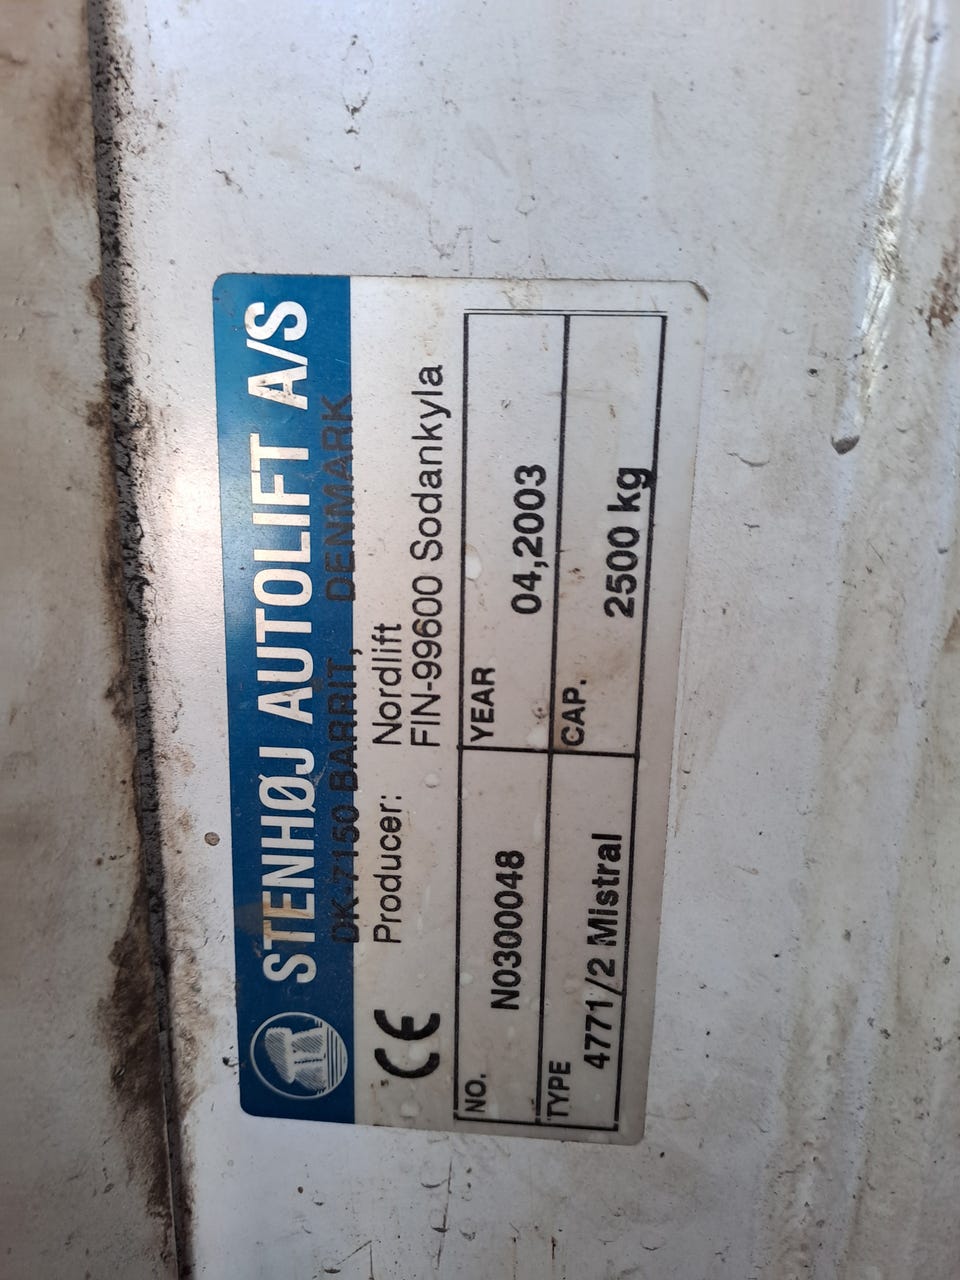 STENHØJ AUTOLIFT A/S
DK-7150 BARRIT, DENMARK
CE Producer: Nordlift
FIN-99600 Sodankyla
NO. YEAR
N0300048 04,2003
TYPE CAP.
4771/2 Mistral 2500 kg